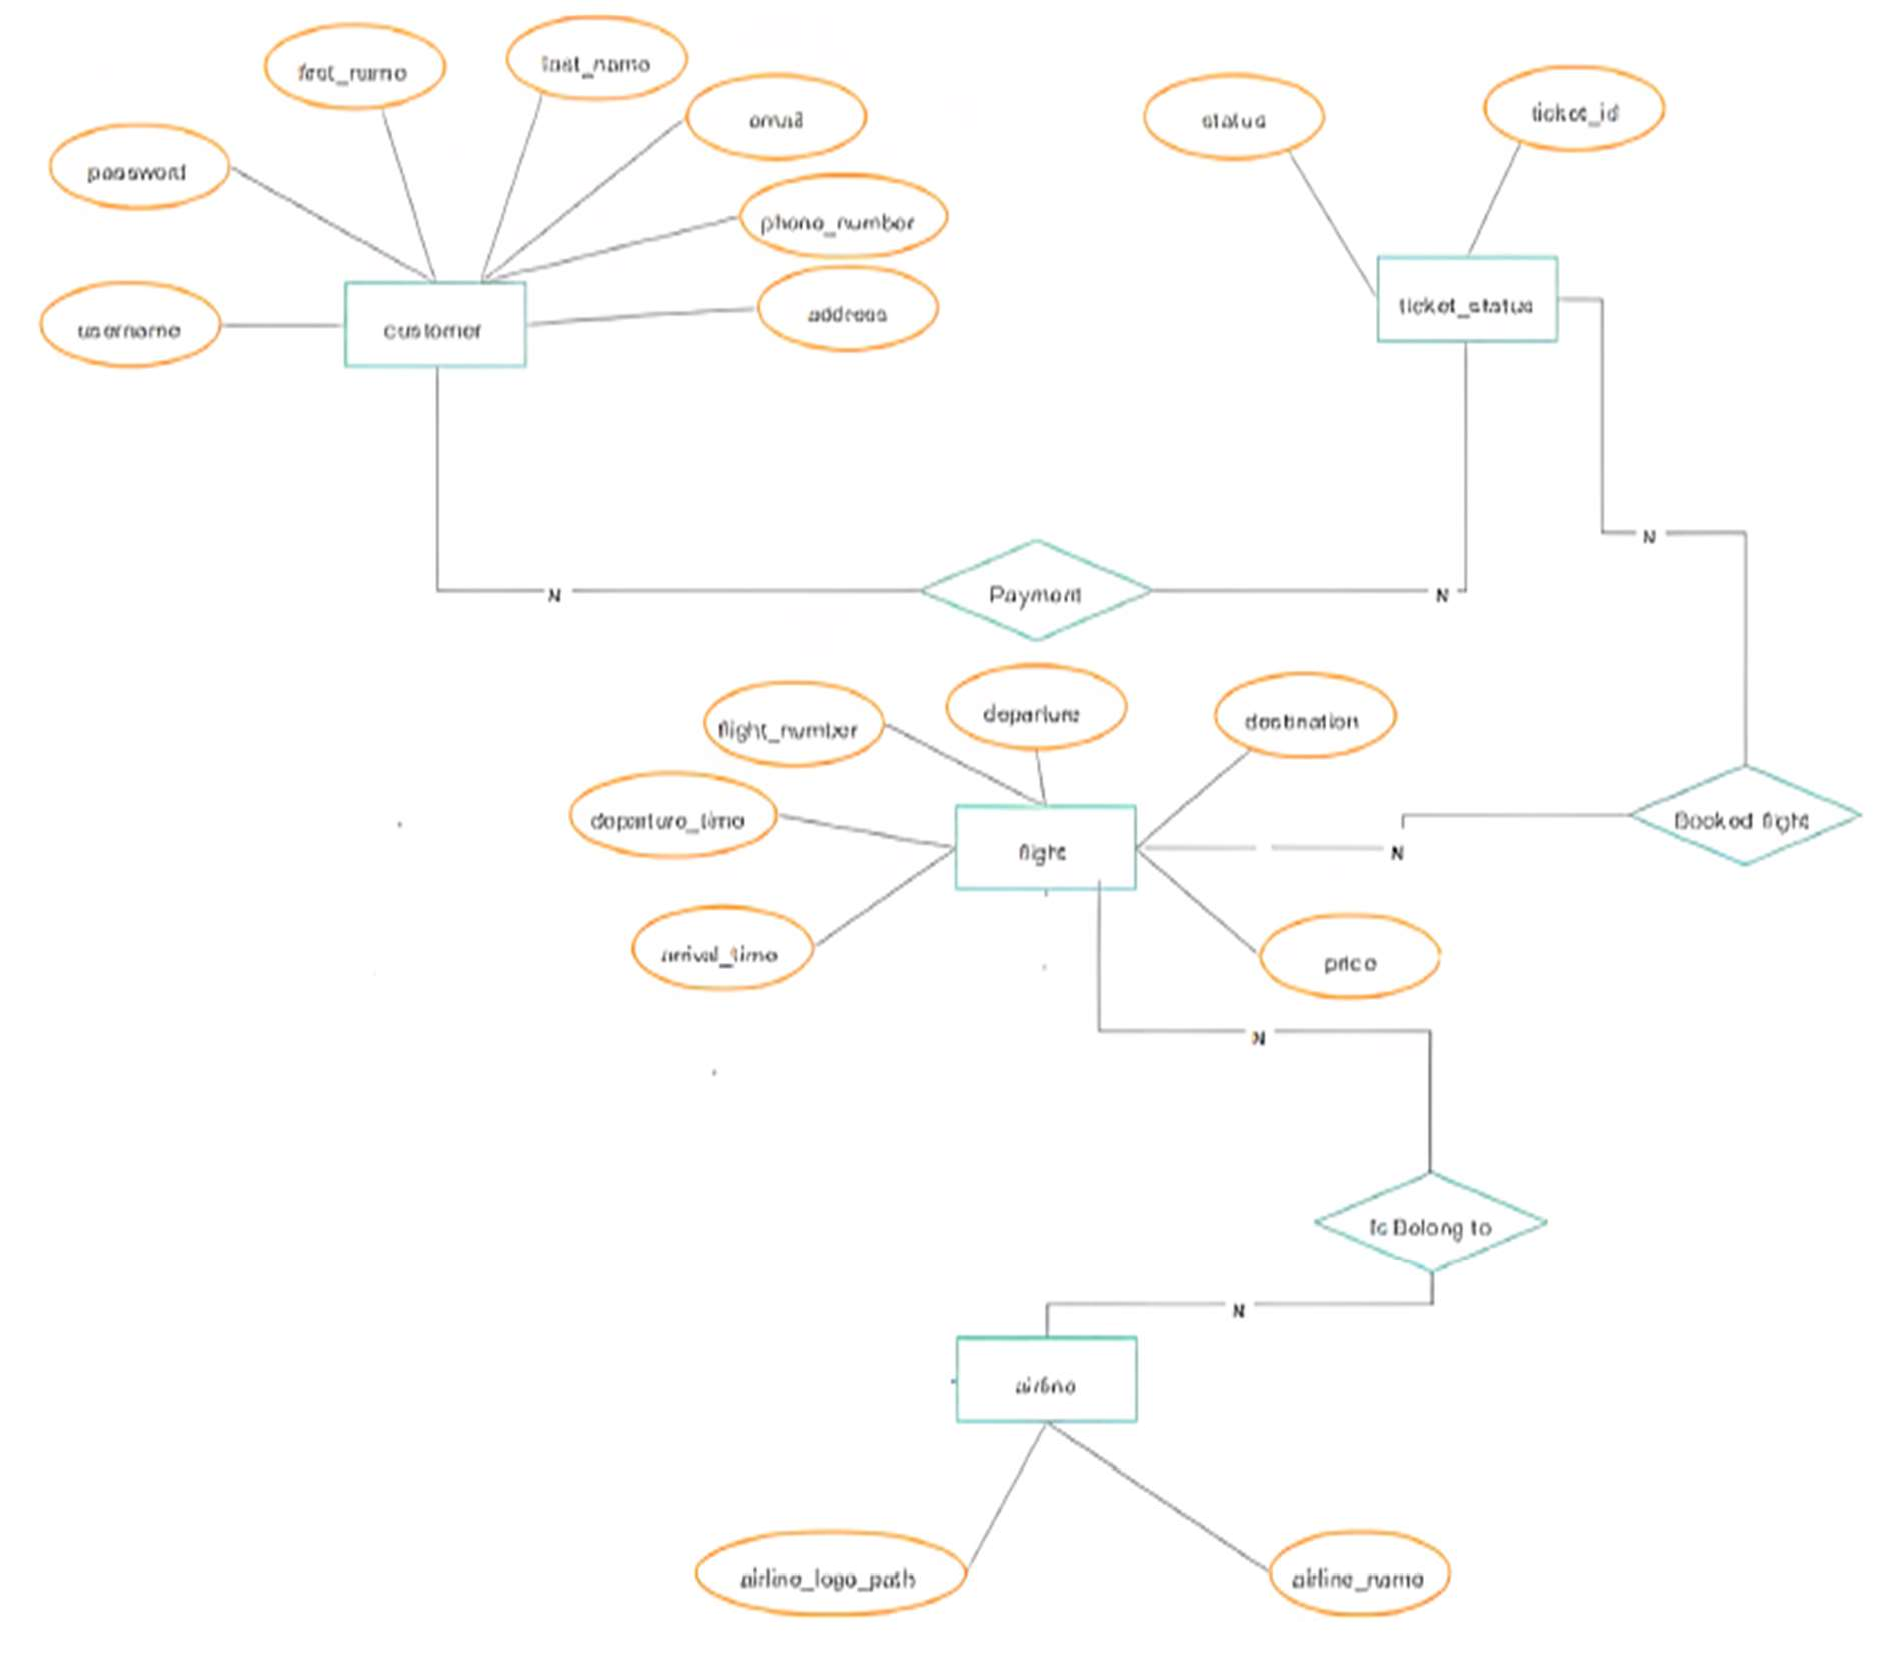 first_name
last_name
email
status
ticket_id
password
phone_number
username
customer
address
ticket_status
N
N
Payment
N
flight_number
departure
destination
departure_time
flight
N
Booked flight
arrival_time
price
N
Is Belong to
N
airline
airline_logo_path
airline_name